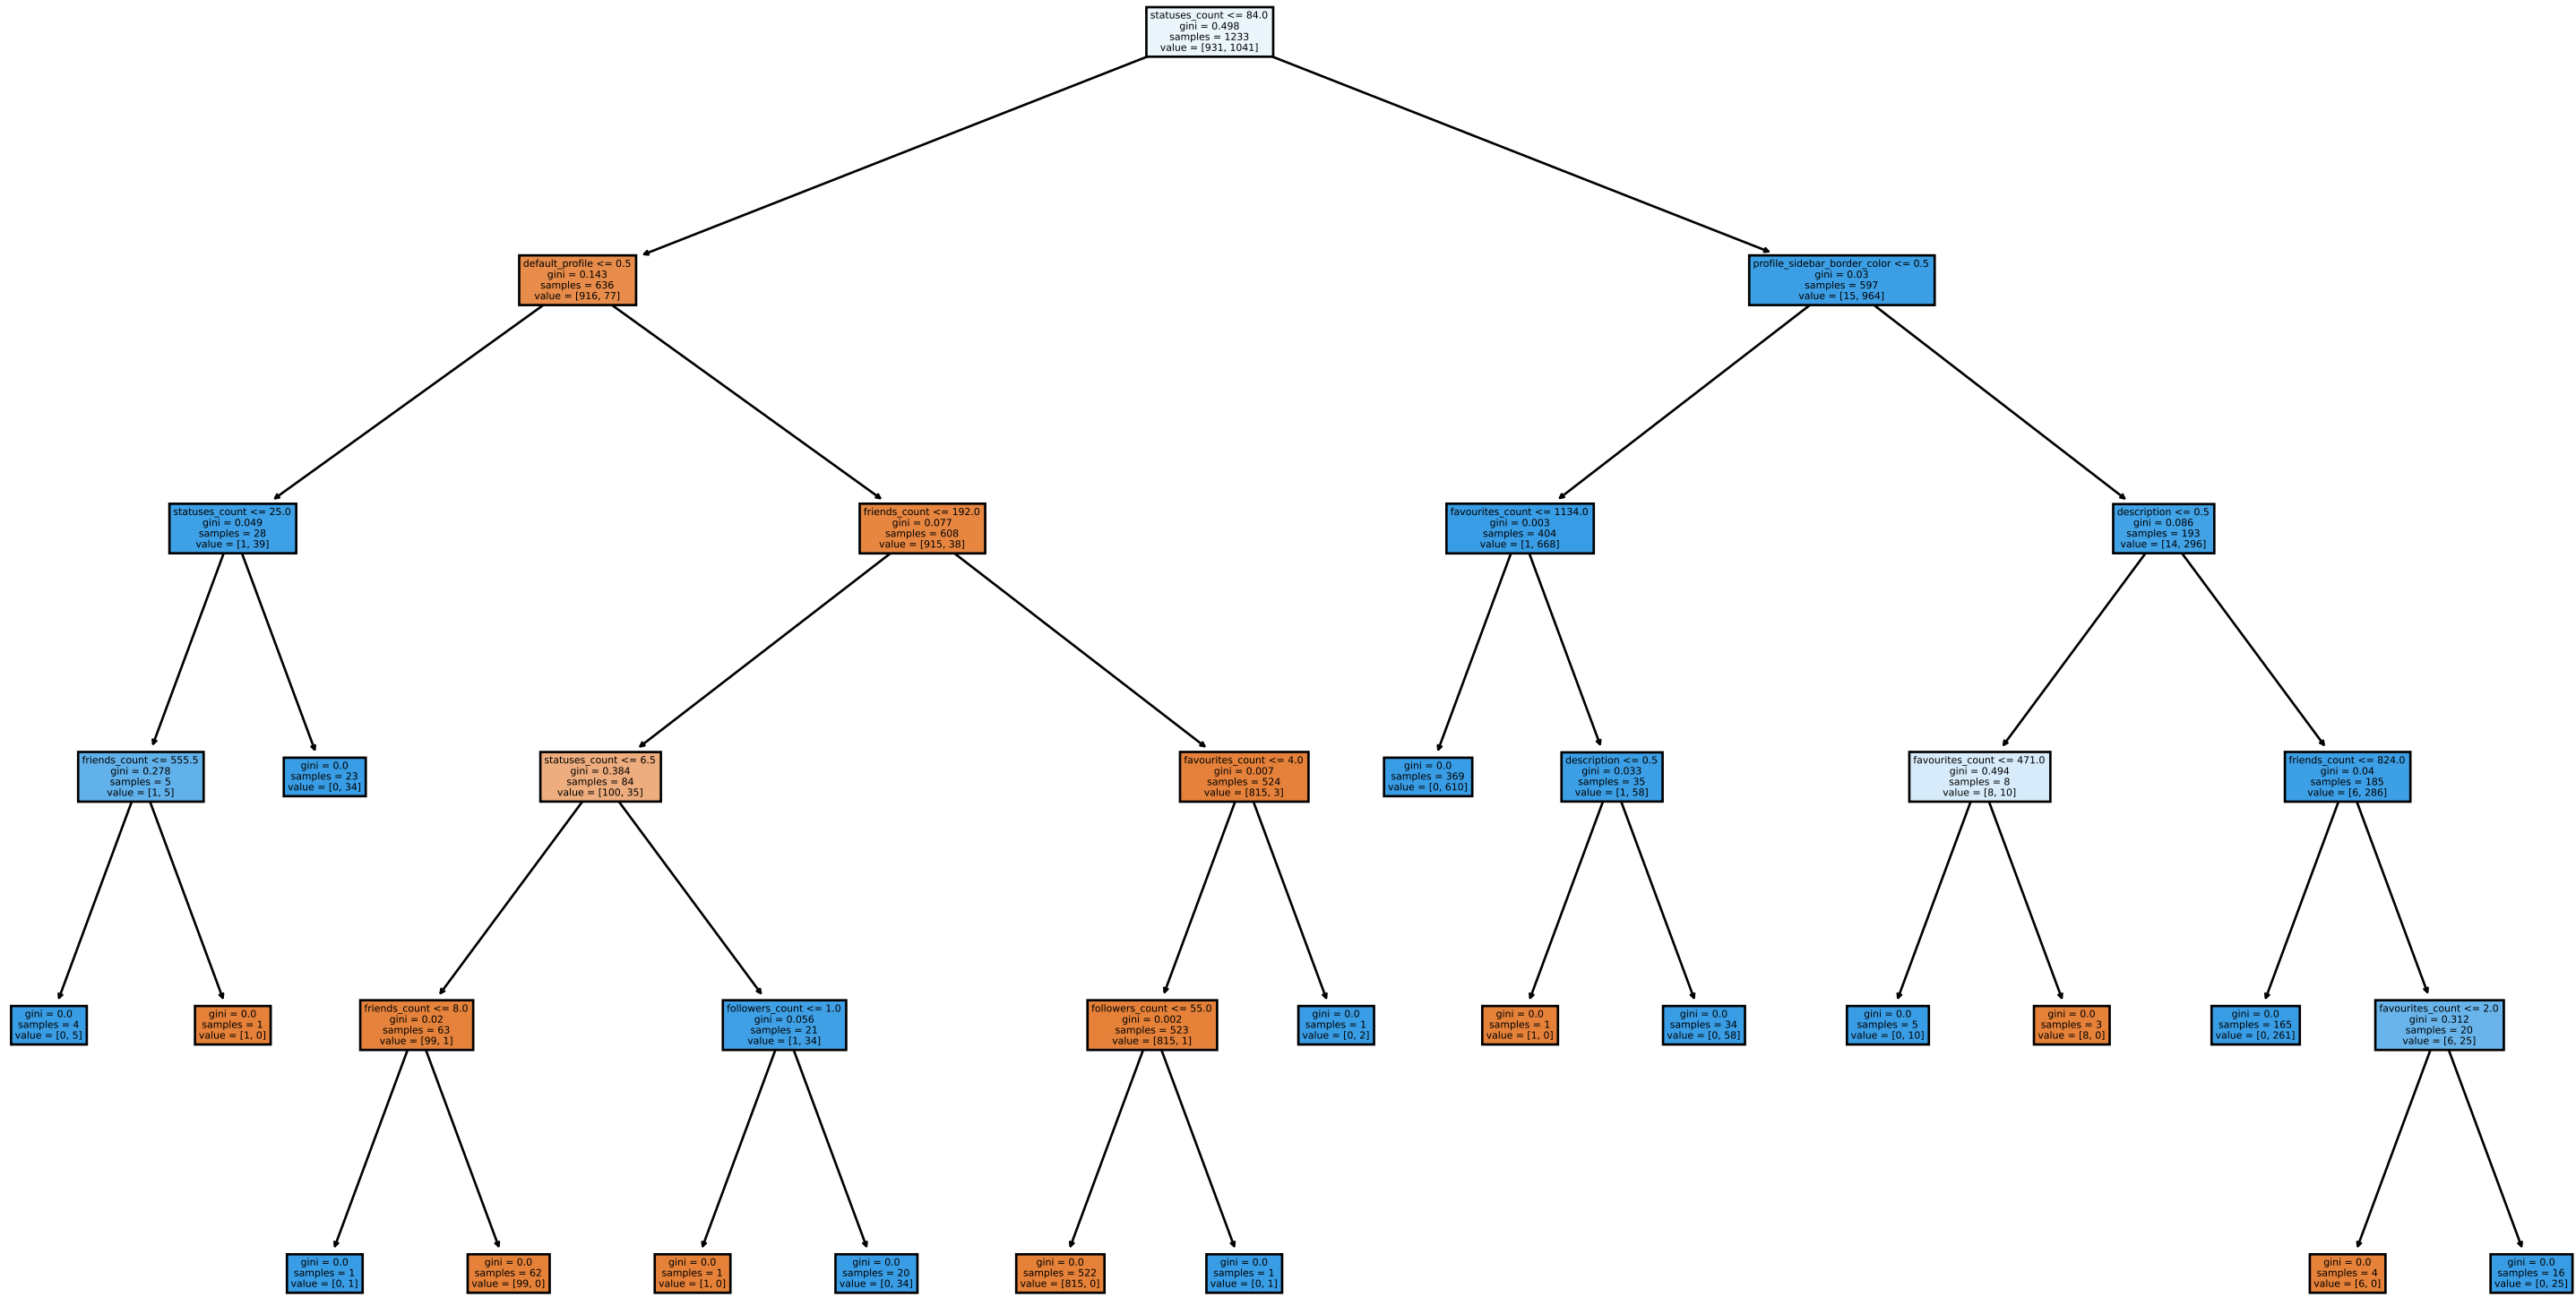 statuses_count <= 84.0
gini = 0.498
samples = 1233
value = [931, 1041]
default_profile <= 0.5
gini = 0.143
samples = 636
value = [916, 77]
profile_sidebar_border_color <= 0.5
gini = 0.03
samples = 597
value = [15, 964]
statuses_count <= 25.0
gini = 0.049
samples = 28
value = [1, 39]
friends_count <= 192.0
gini = 0.077
samples = 608
value = [915, 38]
favourites_count <= 1134.0
gini = 0.003
samples = 404
value = [1, 668]
description <= 0.5
gini = 0.086
samples = 193
value = [14, 296]
friends_count <= 555.5
gini = 0.278
samples = 5
value = [1, 5]
gini = 0.0
samples = 23
value = [0, 34]
statuses_count <= 6.5
gini = 0.384
samples = 84
value = [100, 35]
favourites_count <= 4.0
gini = 0.007
samples = 524
value = [815, 3]
gini = 0.0
samples = 369
value = [0, 610]
description <= 0.5
gini = 0.033
samples = 35
value = [1, 58]
favourites_count <= 471.0
gini = 0.494
samples = 8
value = [8, 10]
friends_count <= 824.0
gini = 0.04
samples = 185
value = [6, 286]
gini = 0.0
samples = 4
value = [0, 5]
gini = 0.0
samples = 1
value = [1, 0]
friends_count <= 8.0
gini = 0.02
samples = 63
value = [99, 1]
followers_count <= 1.0
gini = 0.056
samples = 21
value = [1, 34]
followers_count <= 55.0
gini = 0.002
samples = 523
value = [815, 1]
gini = 0.0
samples = 1
value = [0, 2]
gini = 0.0
samples = 1
value = [1, 0]
gini = 0.0
samples = 34
value = [0, 58]
gini = 0.0
samples = 5
value = [0, 10]
gini = 0.0
samples = 3
value = [8, 0]
gini = 0.0
samples = 165
value = [0, 261]
favourites_count <= 2.0
gini = 0.312
samples = 20
value = [6, 25]
gini = 0.0
samples = 1
value = [0, 1]
gini = 0.0
samples = 62
value = [99, 0]
gini = 0.0
samples = 1
value = [1, 0]
gini = 0.0
samples = 20
value = [0, 34]
gini = 0.0
samples = 522
value = [815, 0]
gini = 0.0
samples = 1
value = [0, 1]
gini = 0.0
samples = 4
value = [6, 0]
gini = 0.0
samples = 16
value = [0, 25]